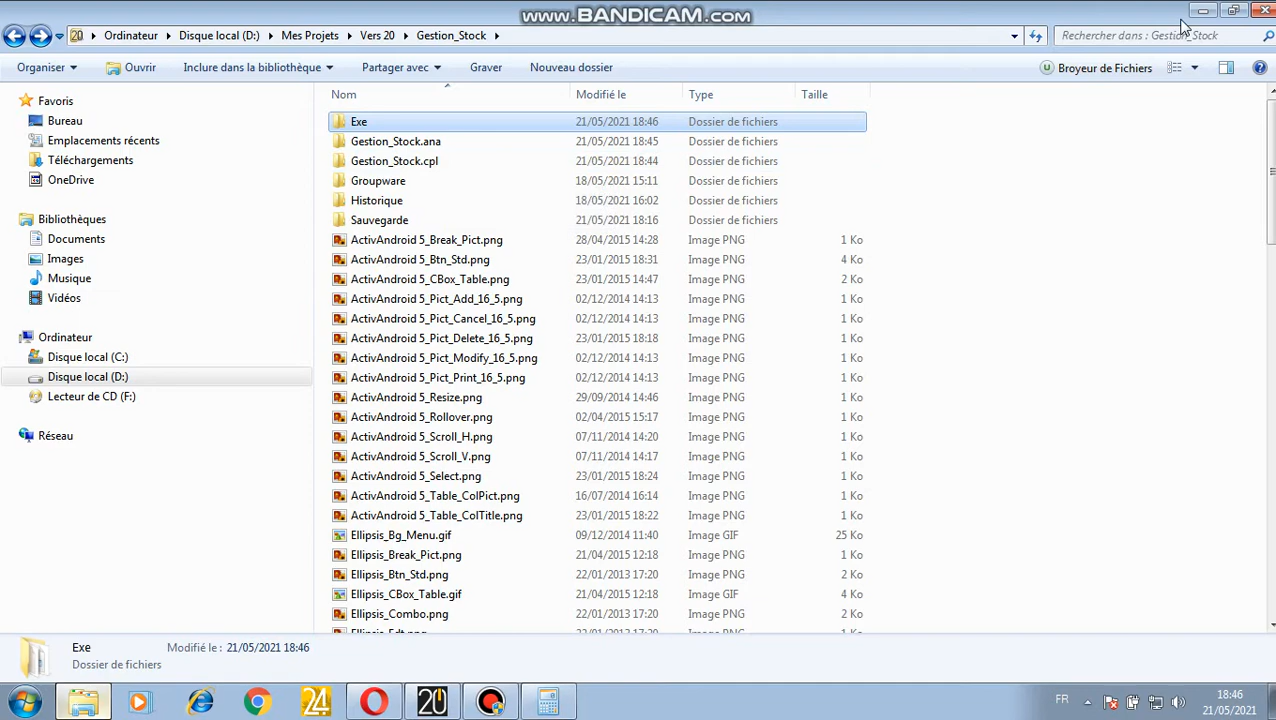 www.BANDICAM.com
Ordinateur Disque local (D:) Mes Projets Vers 20 Gestion_Stock
Rechercher dans : Gestion_Stock
Organiser Ouvrir Inclure dans la bibliothèque Partager avec Graver Nouveau dossier Broyeur de Fichiers
Favoris
Bureau
Emplacements récents
Téléchargements
OneDrive
Bibliothèques
Documents
Images
Musique
Vidéos
Ordinateur
Disque local (C:)
Disque local (D:)
Lecteur de CD (F:)
Réseau
Nom Modifié le Type Taille
Exe 21/05/2021 18:46 Dossier de fichiers
Gestion_Stock.ana 21/05/2021 18:45 Dossier de fichiers
Gestion_Stock.cpl 21/05/2021 18:44 Dossier de fichiers
Groupware 18/05/2021 15:11 Dossier de fichiers
Historique 18/05/2021 16:02 Dossier de fichiers
Sauvegarde 21/05/2021 18:16 Dossier de fichiers
ActivAndroid 5_Break_Pict.png 28/04/2015 14:28 Image PNG 1 Ko
ActivAndroid 5_Btn_Std.png 23/01/2015 18:31 Image PNG 4 Ko
ActivAndroid 5_CBox_Table.png 23/01/2015 14:47 Image PNG 2 Ko
ActivAndroid 5_Pict_Add_16_5.png 02/12/2014 14:13 Image PNG 1 Ko
ActivAndroid 5_Pict_Cancel_16_5.png 02/12/2014 14:13 Image PNG 1 Ko
ActivAndroid 5_Pict_Delete_16_5.png 23/01/2015 18:18 Image PNG 1 Ko
ActivAndroid 5_Pict_Modify_16_5.png 02/12/2014 14:13 Image PNG 1 Ko
ActivAndroid 5_Pict_Print_16_5.png 02/12/2014 14:13 Image PNG 1 Ko
ActivAndroid 5_Resize.png 29/09/2014 14:46 Image PNG 1 Ko
ActivAndroid 5_Rollover.png 02/04/2015 15:17 Image PNG 1 Ko
ActivAndroid 5_Scroll_H.png 07/11/2014 14:20 Image PNG 1 Ko
ActivAndroid 5_Scroll_V.png 07/11/2014 14:17 Image PNG 1 Ko
ActivAndroid 5_Select.png 23/01/2015 18:24 Image PNG 1 Ko
ActivAndroid 5_Table_ColPict.png 16/07/2014 16:14 Image PNG 1 Ko
ActivAndroid 5_Table_ColTitle.png 23/01/2015 18:22 Image PNG 1 Ko
Ellipsis_Bg_Menu.gif 09/12/2014 11:40 Image GIF 25 Ko
Ellipsis_Break_Pict.png 21/04/2015 12:18 Image PNG 1 Ko
Ellipsis_Btn_Std.png 22/01/2013 17:20 Image PNG 2 Ko
Ellipsis_CBox_Table.gif 21/04/2015 12:18 Image GIF 4 Ko
Ellipsis_Combo.png 22/01/2013 17:20 Image PNG 2 Ko
Exe Modifié le : 21/05/2021 18:46
Dossier de fichiers
24 20 FR 18:46
21/05/2021